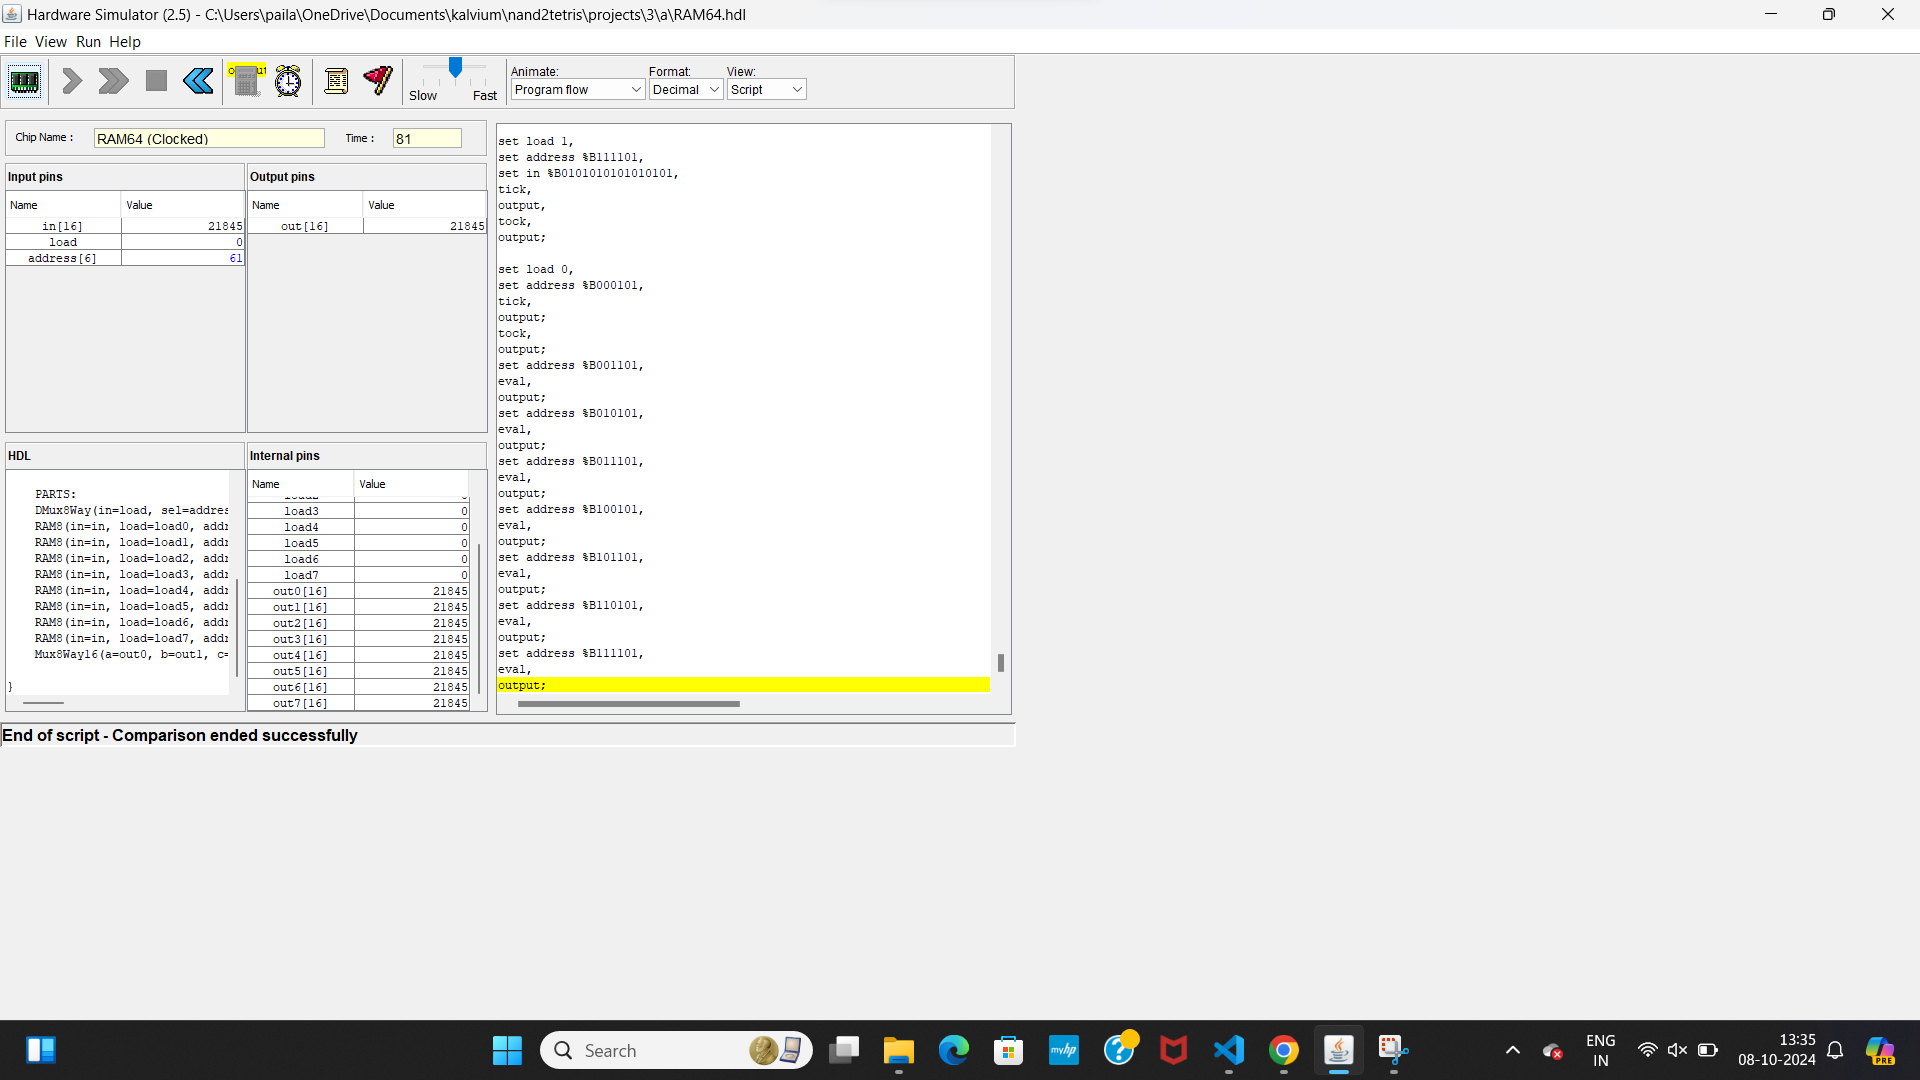 Hardware Simulator (2.5) - C:\Users\paila\OneDrive\Documents\kalvium\nand2tetris\projects\3\a\RAM64.hdl
File View Run Help
Slow Fast
Animate:
Program flow
Format:
Decimal
View:
Script
Chip Name : RAM64 (Clocked) Time : 81
Input pins
Name Value
in[16] 21845
load 0
address[6] 61
Output pins
Name Value
out[16] 21845
HDL
PARTS:
DMux8Way(in=load, sel=addres
RAM8(in=in, load=load0, addr
RAM8(in=in, load=load1, addr
RAM8(in=in, load=load2, addr
RAM8(in=in, load=load3, addr
RAM8(in=in, load=load4, addr
RAM8(in=in, load=load5, addr
RAM8(in=in, load=load6, addr
RAM8(in=in, load=load7, addr
Mux8Way16(a=out0, b=out1, c=
}
Internal pins
Name Value
load3 0
load4 0
load5 0
load6 0
load7 0
out0[16] 21845
out1[16] 21845
out2[16] 21845
out3[16] 21845
out4[16] 21845
out5[16] 21845
out6[16] 21845
out7[16] 21845
set load 1,
set address %B111101,
set in %B0101010101010101,
tick,
output,
tock,
output;
set load 0,
set address %B000101,
tick,
output;
tock,
output;
set address %B001101,
eval,
output;
set address %B010101,
eval,
output;
set address %B011101,
eval,
output;
set address %B100101,
eval,
output;
set address %B101101,
eval,
output;
set address %B110101,
eval,
output;
set address %B111101,
eval,
output;
End of script - Comparison ended successfully
Search
myhp
ENG
IN
13:35
08-10-2024
PRE